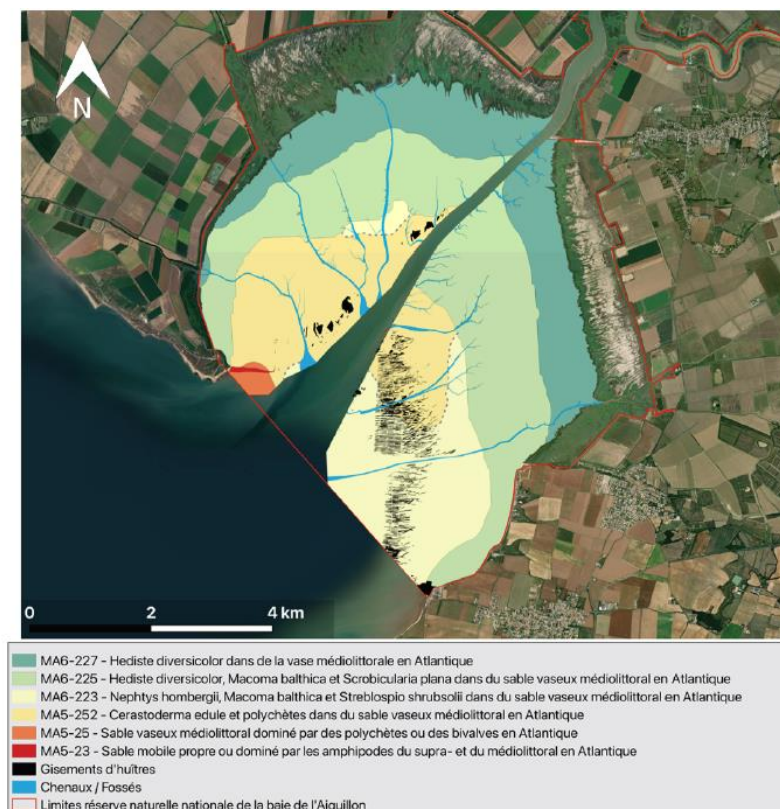 N
0 2 4 km
MA6-227 - Hediste diversicolor dans de la vase médiolittorale en Atlantique
MA6-225 - Hediste diversicolor, Macoma balthica et Scrobicularia plana dans du sable vaseux médiolittoral en Atlantique
MA6-223 - Nephtys hombergii, Macoma balthica et Streblospio shrubsolii dans du sable vaseux médiolittoral en Atlantique
MA5-252 - Cerastoderma edule et polychètes dans du sable vaseux médiolittoral en Atlantique
MA5-25 - Sable vaseux médiolittoral dominé par des polychètes ou des bivalves en Atlantique
MA5-23 - Sable mobile propre ou dominé par les amphipodes du supra- et du médiolittoral en Atlantique
Gisements d'huîtres
Chenaux / Fossés
Limites réserve naturelle nationale de la baie de l'Aiguillon